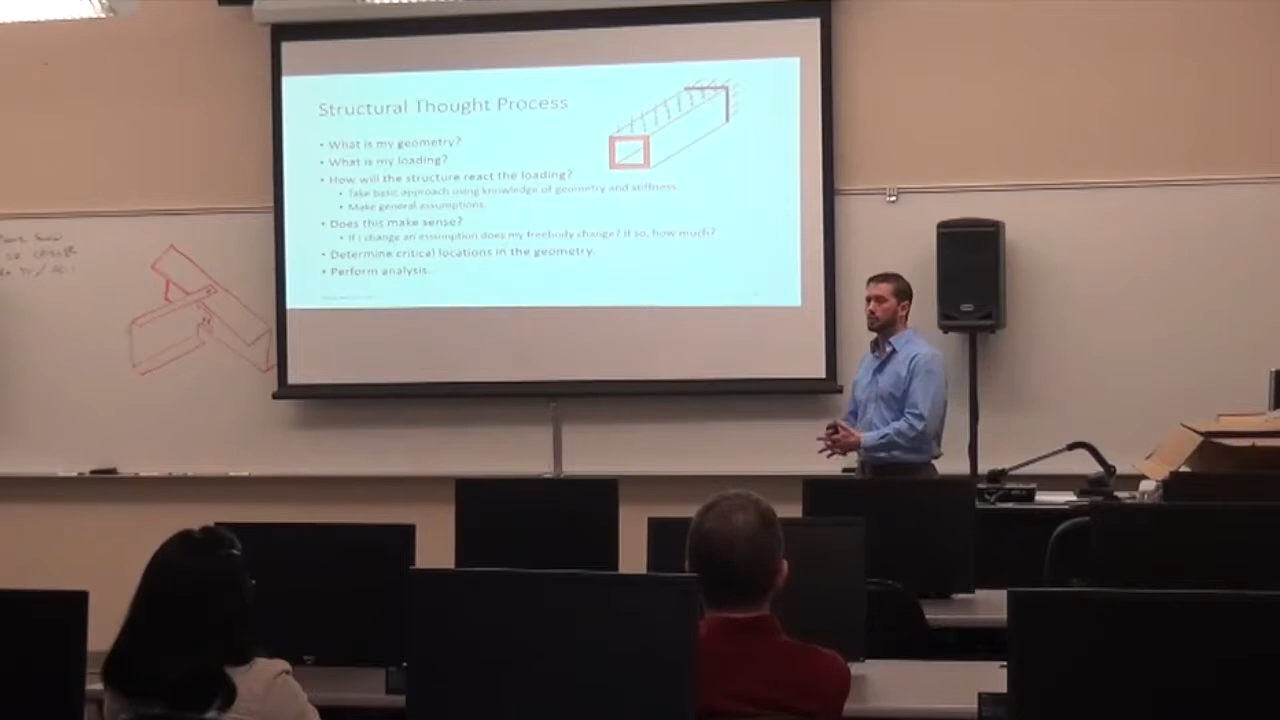 Structural Thought Process
• What is my geometry?
• What is my loading?
• How will the structure react the loading?
• Take basic approach using knowledge of geometry and stiffness.
• Make general assumptions.
• Does this make sense?
• If I change an assumption does my freebody change? If so, how much?
• Determine critical locations in the geometry.
• Perform analysis.